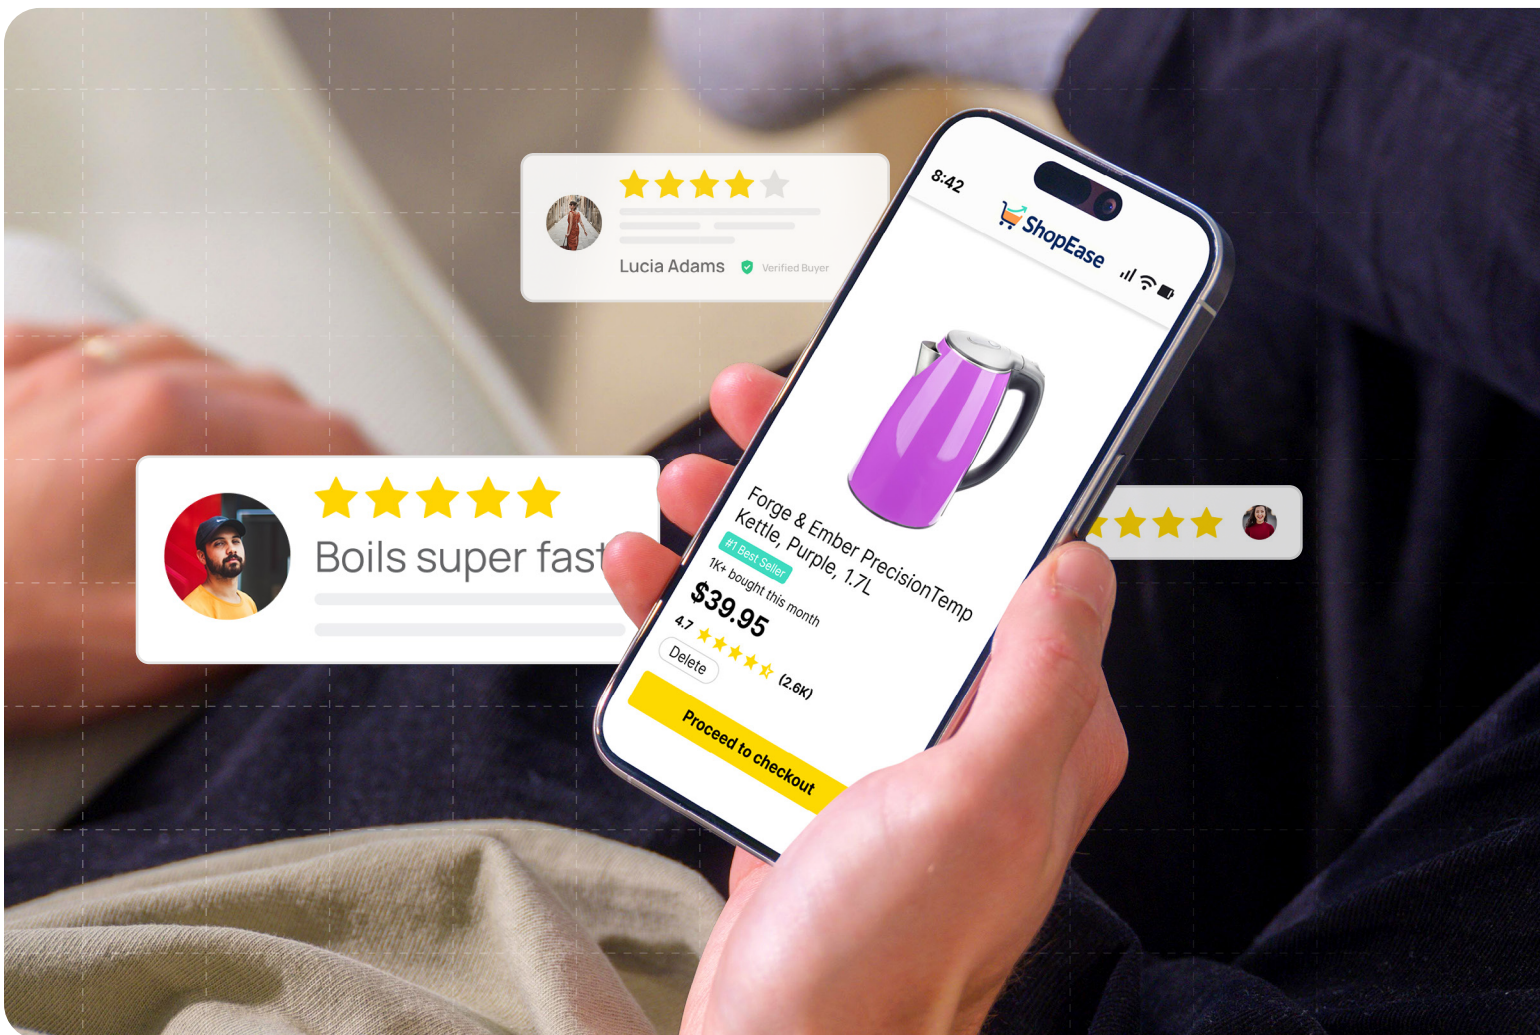 Lucia Adams
Verified Buyer
Boils super fast
8:42
ShopEase
Forge & Ember PrecisionTemp
Kettle, Purple, 1.7L
#1 Best Seller
1K+ bought this month
$39.95
4.7 (2.6K)
Delete
Proceed to checkout